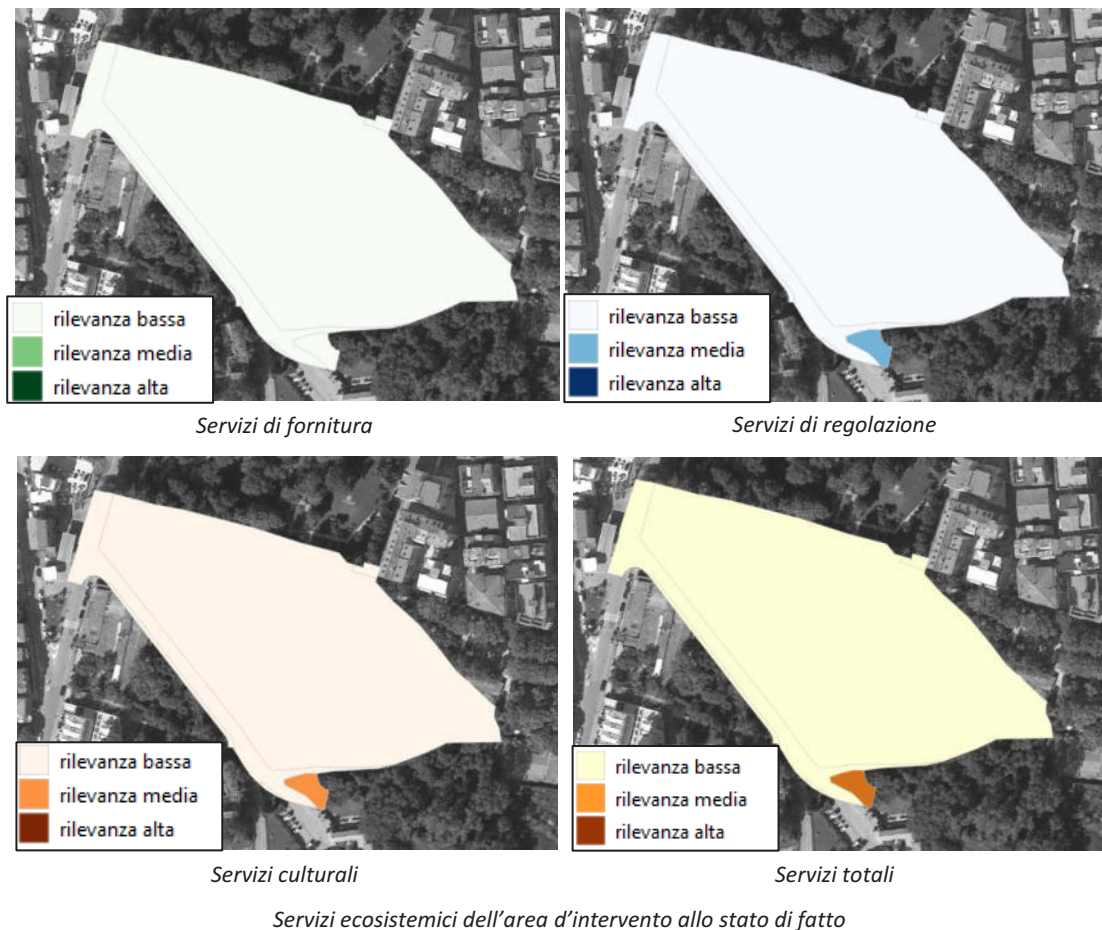 rilevanza bassa
rilevanza media
rilevanza alta
Servizi di fornitura
rilevanza bassa
rilevanza media
rilevanza alta
Servizi di regolazione
rilevanza bassa
rilevanza media
rilevanza alta
Servizi culturali
rilevanza bassa
rilevanza media
rilevanza alta
Servizi totali
Servizi ecosistemici dell’area d’intervento allo stato di fatto